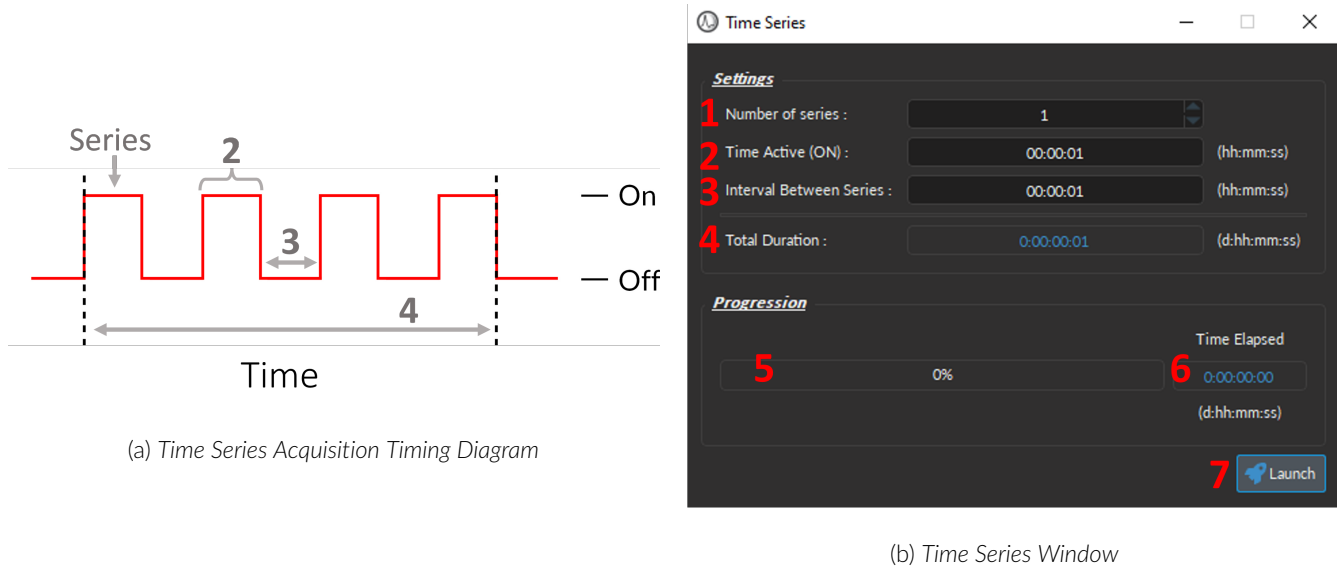 Series
2
On
3
Off
4
Time
(a) Time Series Acquisition Timing Diagram
Time Series
Settings
1 Number of series : 1
2 Time Active (ON) : 00:00:01 (hh:mm:ss)
3 Interval Between Series : 00:00:01 (hh:mm:ss)
4 Total Duration : 0:00:00:01 (d:hh:mm:ss)
Progression
Time Elapsed
5 0% 6 0:00:00:00
(d:hh:mm:ss)
7 Launch
(b) Time Series Window